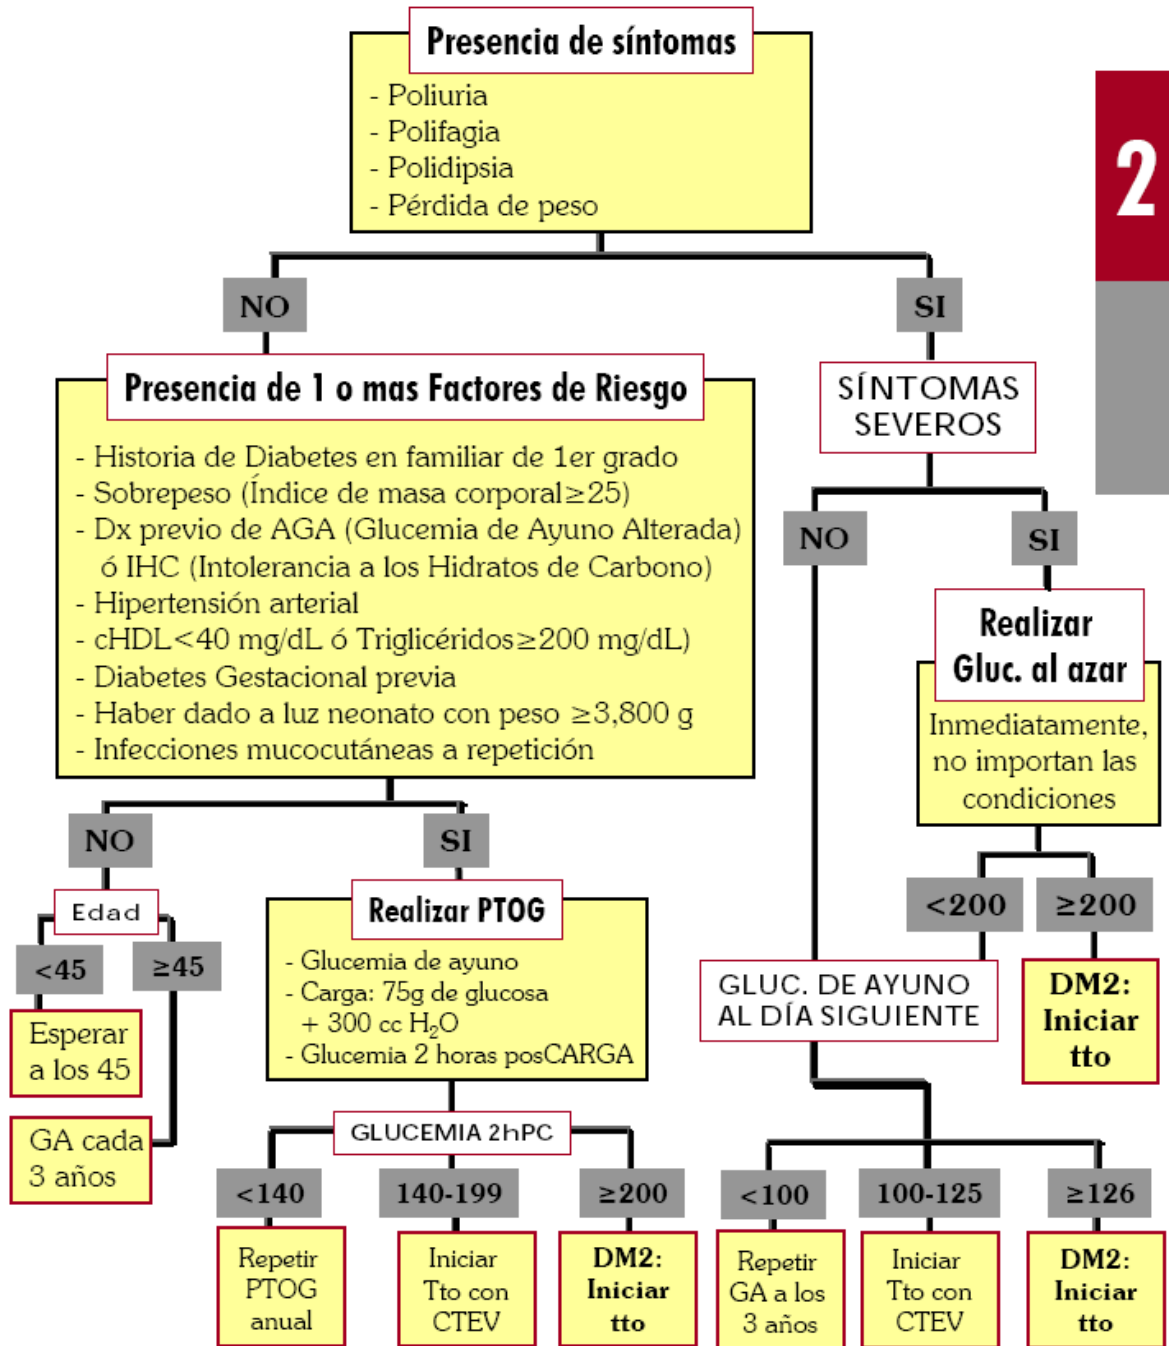 Presencia de síntomas
- Poliuria
- Polifagia
- Polidipsia
- Pérdida de peso
2
NO
SI
Presencia de 1 o mas Factores de Riesgo
- Historia de Diabetes en familiar de 1er grado
- Sobrepeso (Índice de masa corporal≥25)
- Dx previo de AGA (Glucemia de Ayuno Alterada)
ó IHC (Intolerancia a los Hidratos de Carbono)
- Hipertensión arterial
- cHDL<40 mg/dL ó Triglicéridos≥200 mg/dL)
- Diabetes Gestacional previa
- Haber dado a luz neonato con peso ≥3,800 g
- Infecciones mucocutáneas a repetición
SÍNTOMAS
SEVEROS
NO
SI
Realizar
Gluc. al azar
Inmediatamente,
no importan las
condiciones
<200
≥200
DM2:
Iniciar
tto
GLUC. DE AYUNO
AL DÍA SIGUIENTE
NO
SI
Edad
<45
≥45
Esperar
a los 45
GA cada
3 años
Realizar PTOG
- Glucemia de ayuno
- Carga: 75g de glucosa
+ 300 cc H₂O
- Glucemia 2 horas posCARGA
GLUCEMIA 2hPC
<140
140-199
≥200
Repetir
PTOG
anual
Iniciar
Tto con
CTEV
DM2:
Iniciar
tto
<100
100-125
≥126
Repetir
GA a los
3 años
Iniciar
Tto con
CTEV
DM2:
Iniciar
tto